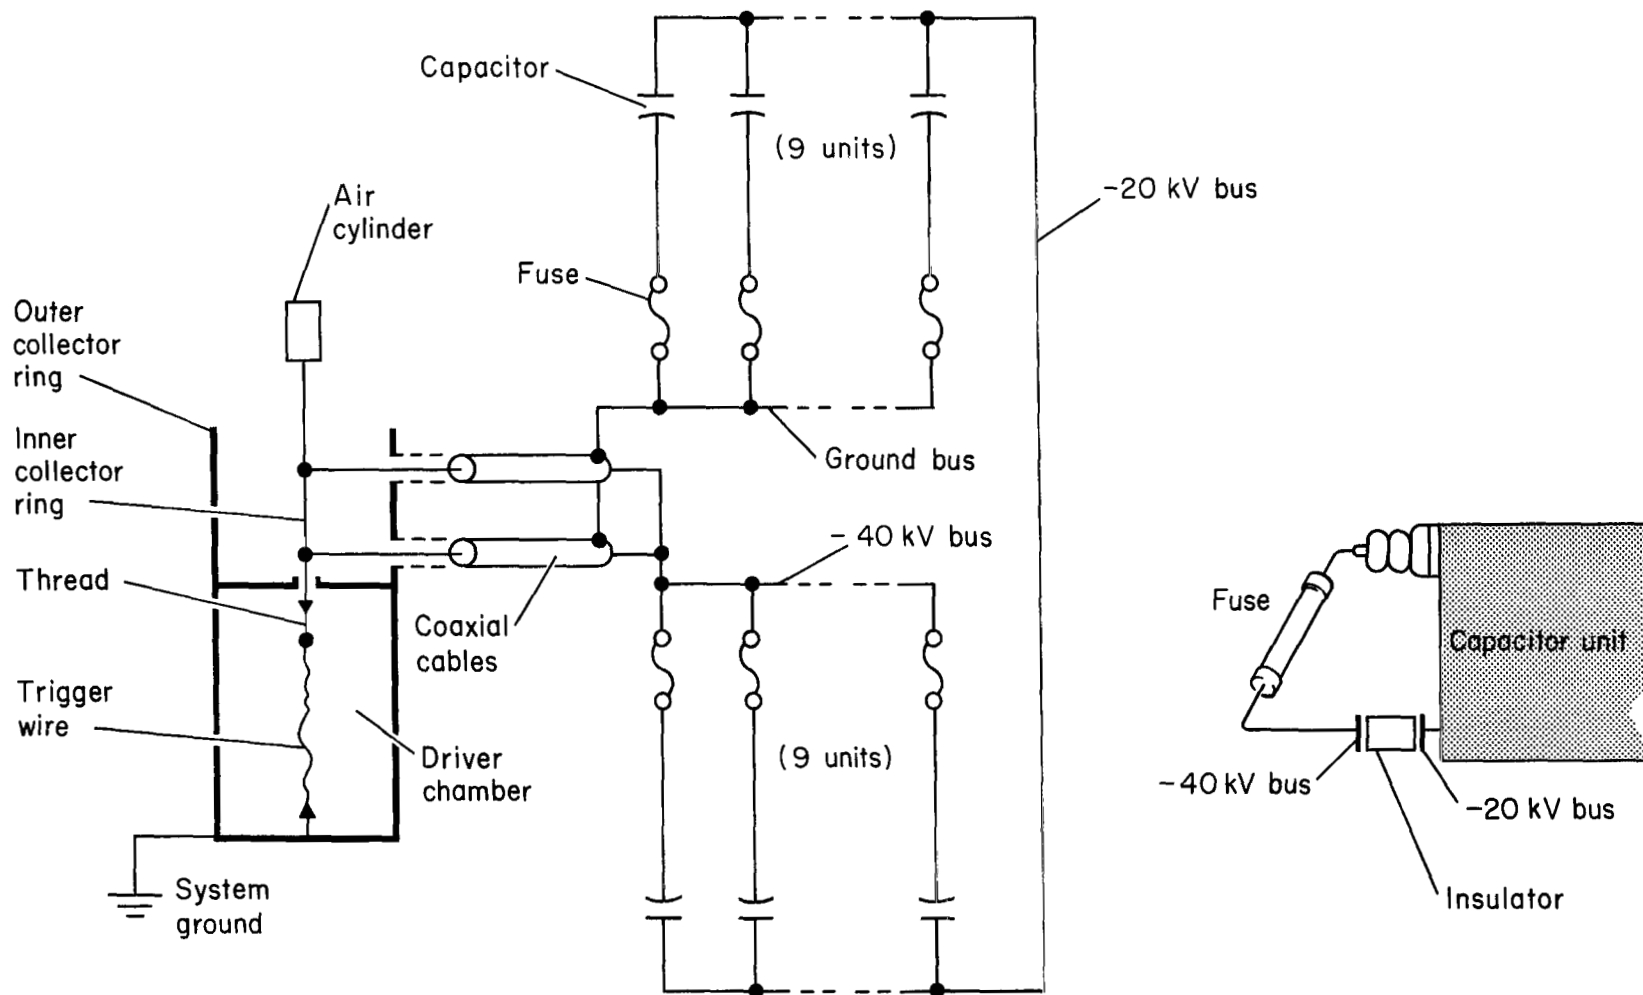 Capacitor
(9 units)
-20 kV bus
Air
cylinder
Fuse
Outer
collector
ring
Inner
collector
ring
Ground bus
- 40 kV bus
Thread
Coaxial
cables
Trigger
wire
Driver
chamber
(9 units)
System
ground
Fuse
Capacitor unit
-40 kV bus
-20 kV bus
Insulator